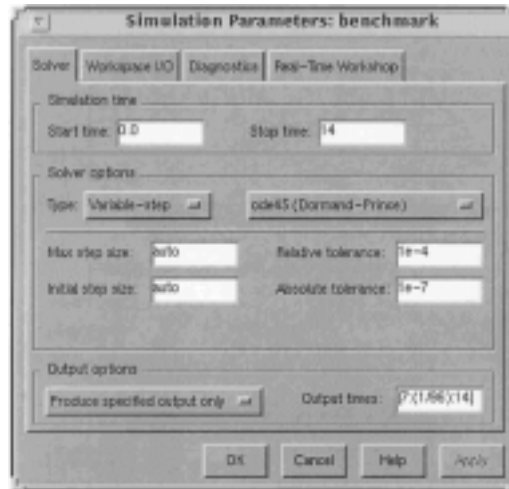 Simulation Parameters: benchmark
Solver Workspace I/O Diagnostics Real-Time Workshop
Simulation time
Start time: 0.0 Stop time: 14
Solver options
Type: Variable-step ode45 (Dormand-Prince)
Max step size: auto Relative tolerance: 1e-4
Initial step size: auto Absolute tolerance: 1e-7
Output options
Produce specified output only Output times:
OK Cancel Help Apply